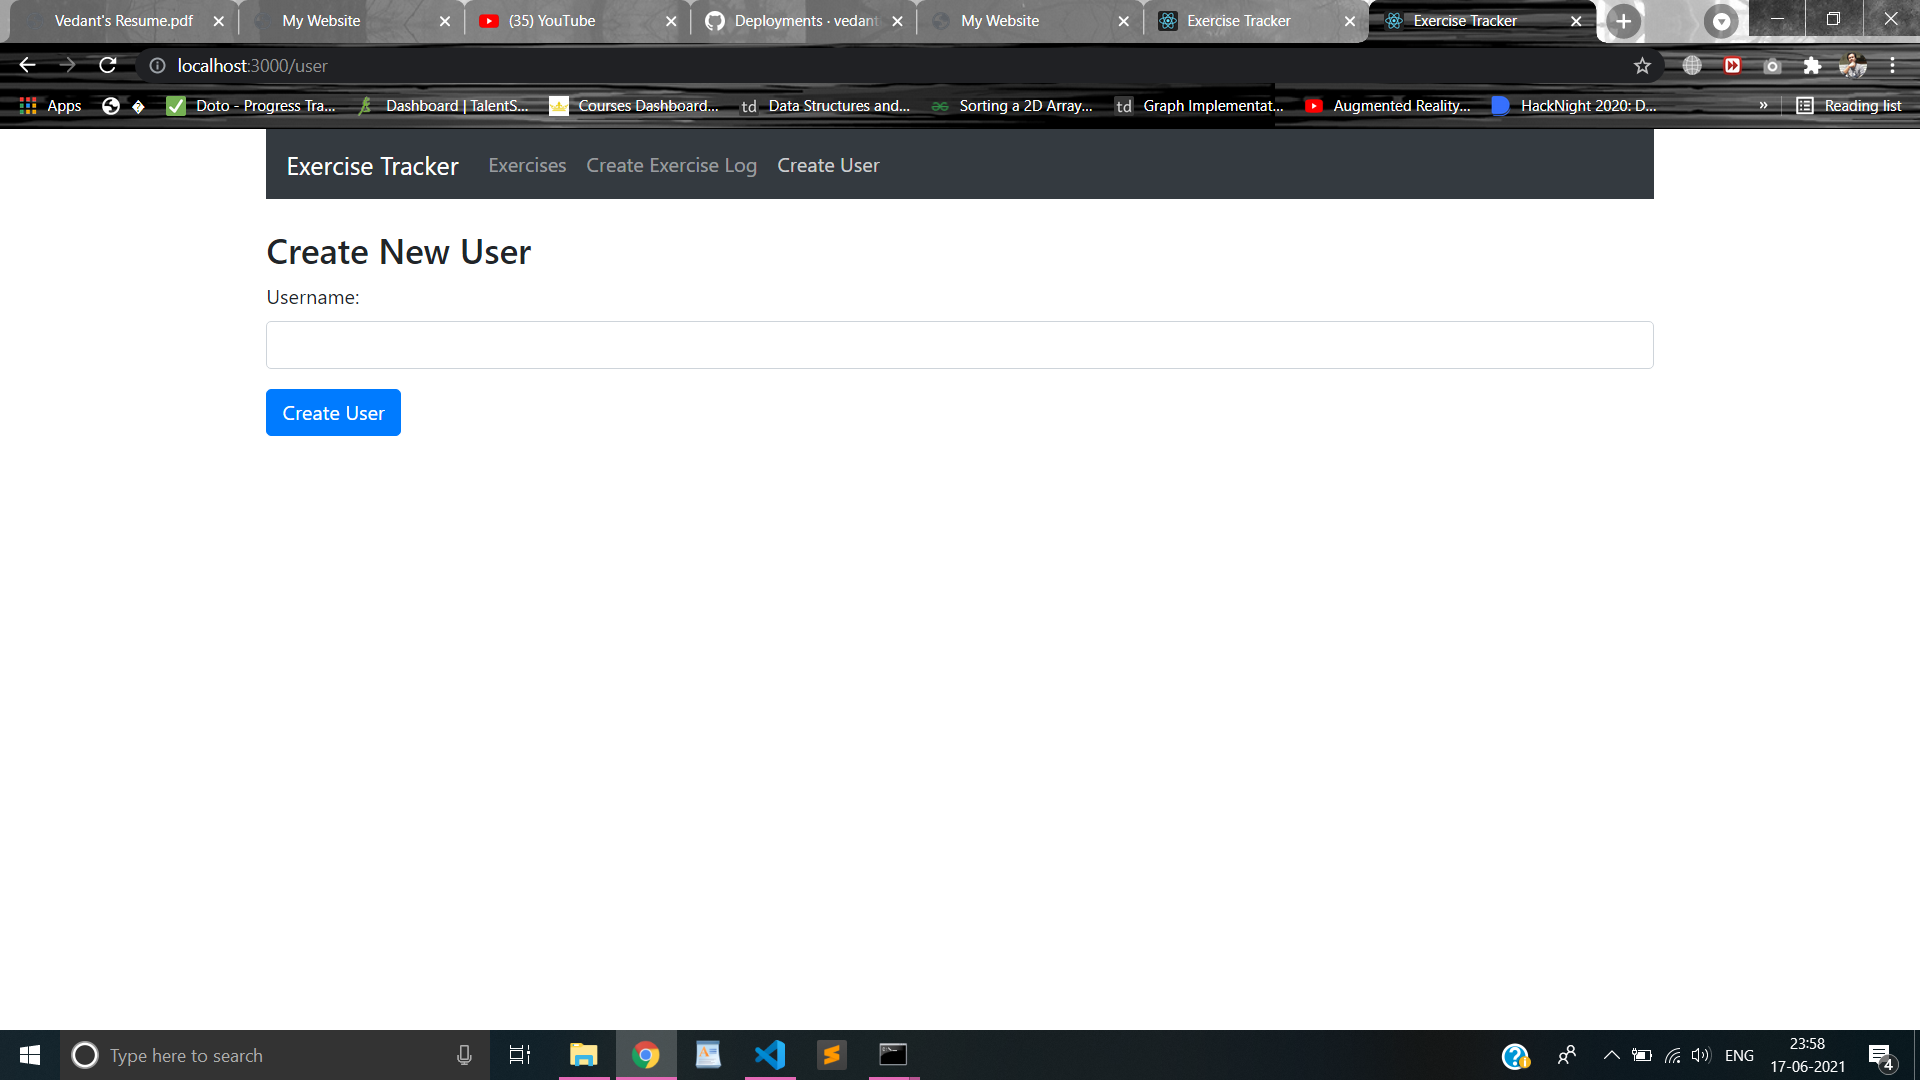 Vedant's Resume.pdf
My Website
(35) YouTube
Deployments · vedant
My Website
Exercise Tracker
Exercise Tracker
localhost:3000/user
Apps
Doto - Progress Tra...
Dashboard | TalentS...
Courses Dashboard...
td Data Structures and...
Sorting a 2D Array...
td Graph Implementat...
Augmented Reality...
HackNight 2020: D...
»
Reading list
Exercise Tracker Exercises Create Exercise Log Create User
Create New User
Username:
Create User
Type here to search
ENG
23:58
17-06-2021
4